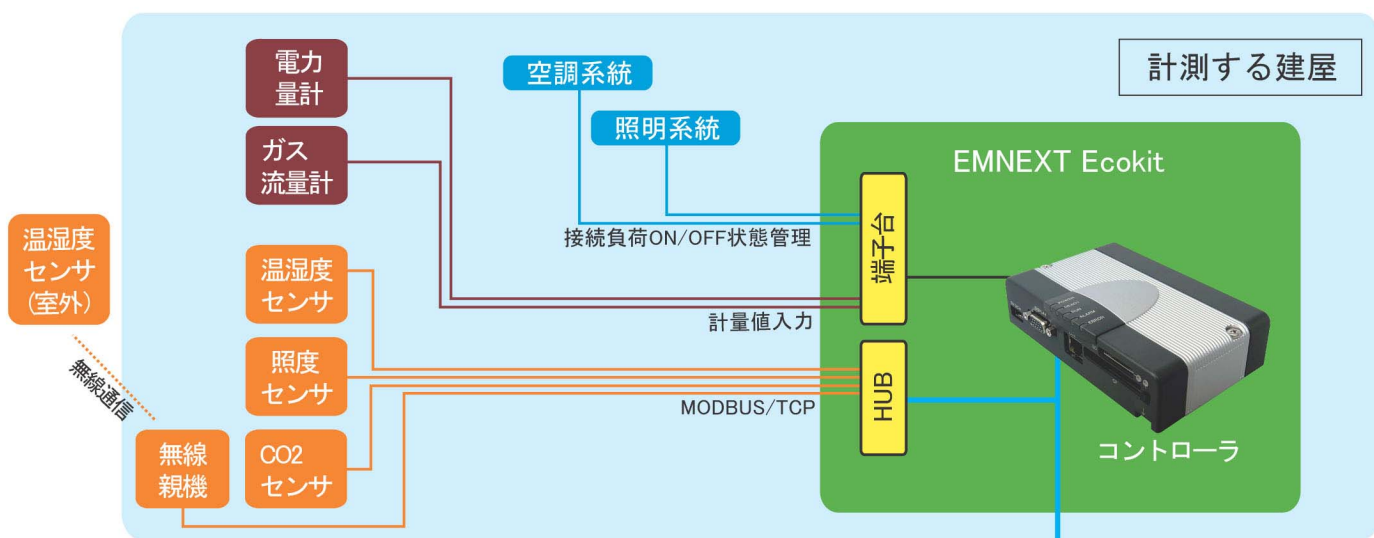 計測する建屋
電力
量計
空調系統
照明系統
ガス
流量計
EMNEXT Ecokit
温湿度
センサ
(室外)
接続負荷ON/OFF状態管理
端子台
温湿度
センサ
計量値入力
無線通信
照度
センサ
MODBUS/TCP
HUB
コントローラ
無線
親機
CO2
センサ